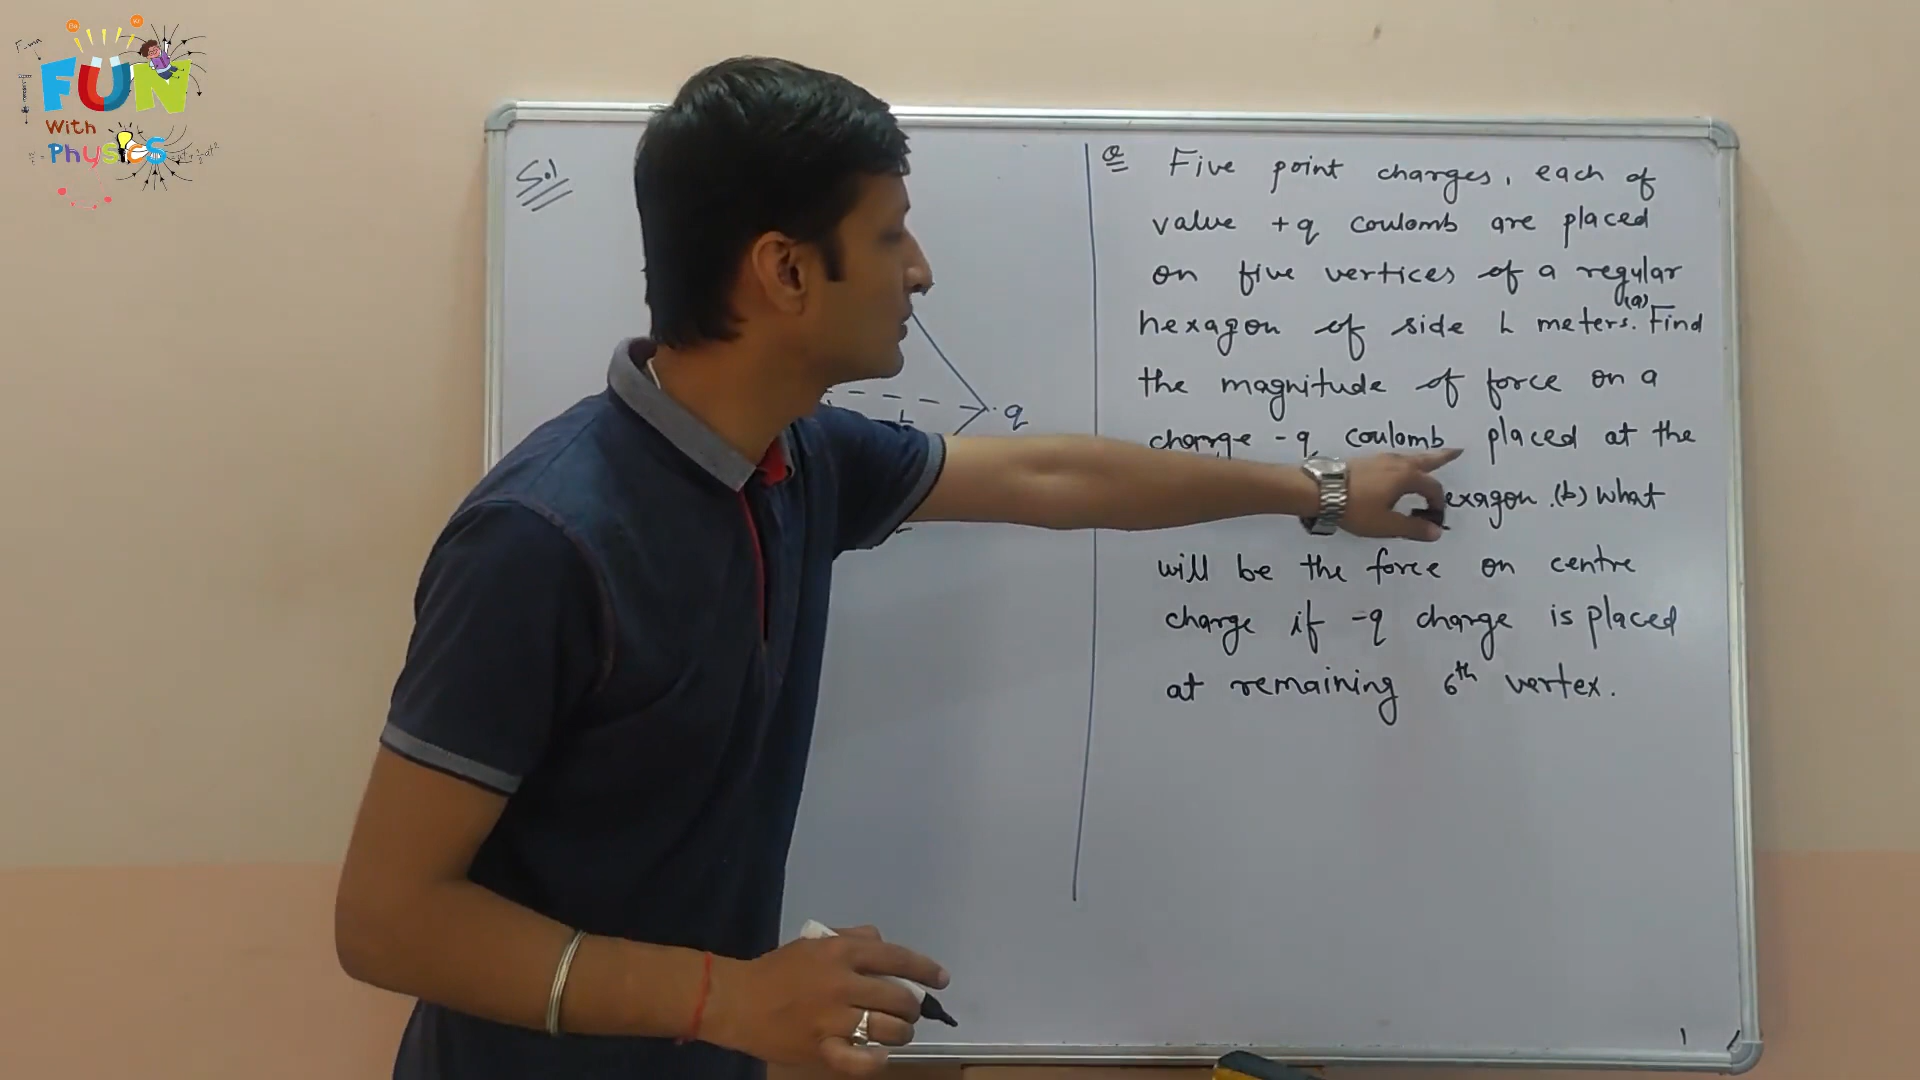 FUN
With
Physics
F=ma
Sol
q
L
Q Five point charges, each of
value +q coulomb are placed
on five vertices of a regular
hexagon of side L meters. (a) Find
the magnitude of force on a
charge -q coulomb placed at the
hexagon. (b) What
will be the force on centre
charge if -q charge is placed
at remaining 6th vertex.